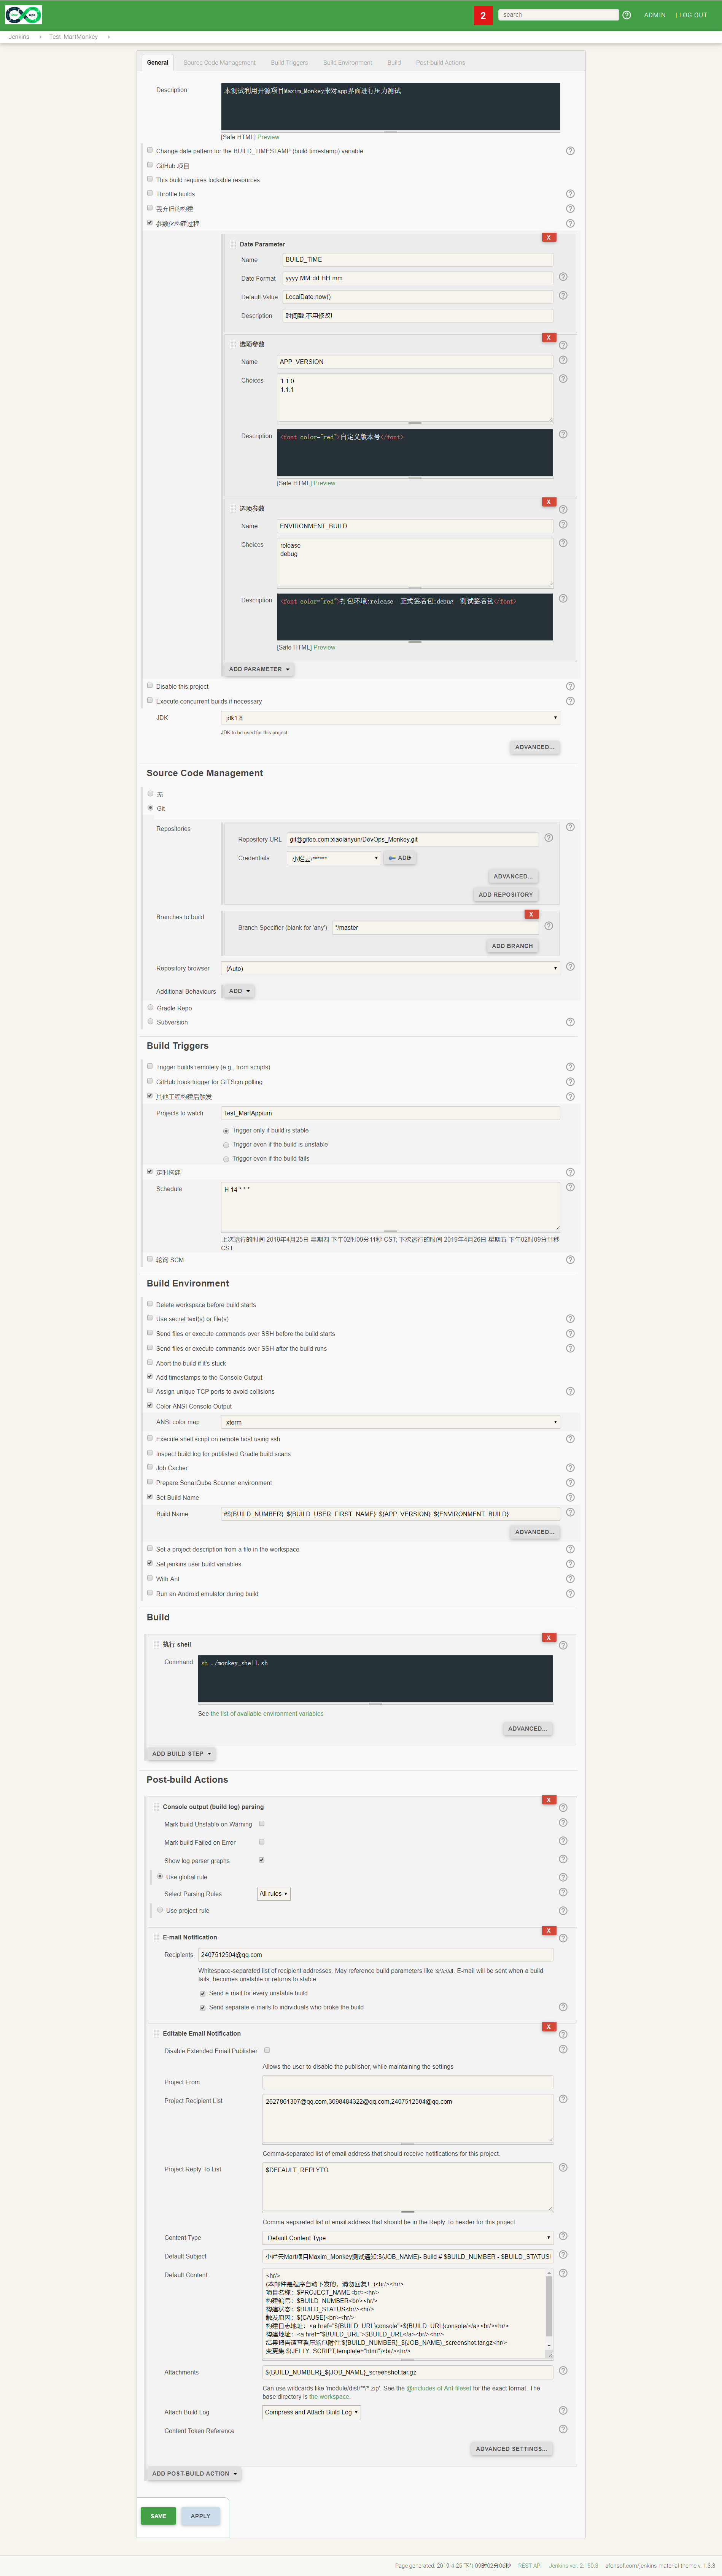 2
search
ADMIN
| LOG OUT
Jenkins
Test_MartMonkey
General
Source Code Management
Build Triggers
Build Environment
Build
Post-build Actions
Description
本测试利用开源项目Maxim_Monkey来对app界面进行压力测试
[Safe HTML] Preview
Change date pattern for the BUILD_TIMESTAMP (build timestamp) variable
GitHub 项目
This build requires lockable resources
Throttle builds
丢弃旧的构建
参数化构建过程
X
Date Parameter
Name
BUILD_TIME
Date Format
yyyy-MM-dd-HH-mm
Default Value
LocalDate.now()
Description
时间戳,不用修改!
X
选项参数
Name
APP_VERSION
Choices
1.1.0
1.1.1
Description
<font color="red">自定义版本号</font>
[Safe HTML] Preview
X
选项参数
Name
ENVIRONMENT_BUILD
Choices
release
debug
Description
<font color="red">打包环境:release -正式签名包,debug -测试签名包</font>
[Safe HTML] Preview
ADD PARAMETER
Disable this project
Execute concurrent builds if necessary
JDK
jdk1.8
JDK to be used for this project
ADVANCED...
Source Code Management
无
Git
Repositories
Repository URL
git@gitee.com:xiaolanyun/DevOps_Monkey.git
Credentials
小栏云/******
ADD
ADVANCED...
ADD REPOSITORY
Branches to build
X
Branch Specifier (blank for 'any')
*/master
ADD BRANCH
Repository browser
(Auto)
Additional Behaviours
ADD
Gradle Repo
Subversion
Build Triggers
Trigger builds remotely (e.g., from scripts)
GitHub hook trigger for GITScm polling
其他工程构建后触发
Projects to watch
Test_MartAppium
Trigger only if build is stable
Trigger even if the build is unstable
Trigger even if the build fails
定时构建
Schedule
H 14 * * *
上次运行的时间 2019年4月25日 星期四 下午02时09分11秒 CST; 下次运行的时间 2019年4月26日 星期五 下午02时09分11秒
CST.
轮询 SCM
Build Environment
Delete workspace before build starts
Use secret text(s) or file(s)
Send files or execute commands over SSH before the build starts
Send files or execute commands over SSH after the build runs
Abort the build if it's stuck
Add timestamps to the Console Output
Assign unique TCP ports to avoid collisions
Color ANSI Console Output
ANSI color map
xterm
Execute shell script on remote host using ssh
Inspect build log for published Gradle build scans
Job Cacher
Prepare SonarQube Scanner environment
Set Build Name
Build Name
#${BUILD_NUMBER}_${BUILD_USER_FIRST_NAME}_${APP_VERSION}_${ENVIRONMENT_BUILD}
ADVANCED...
Set a project description from a file in the workspace
Set jenkins user build variables
With Ant
Run an Android emulator during build
Build
X
执行 shell
Command
sh ./monker_shell.sh
See the list of available environment variables
ADVANCED...
ADD BUILD STEP
Post-build Actions
X
Console output (build log) parsing
Mark build Unstable on Warning
Mark build Failed on Error
Show log parser graphs
Use global rule
Select Parsing Rules
All rules
Use project rule
X
E-mail Notification
Recipients
2407512504@qq.com
Whitespace-separated list of recipient addresses. May reference build parameters like $PARAM. E-mail will be sent when a build
fails, becomes unstable or returns to stable.
Send e-mail for every unstable build
Send separate e-mails to individuals who broke the build
X
Editable Email Notification
Disable Extended Email Publisher
Allows the user to disable the publisher, while maintaining the settings
Project From
Project Recipient List
2627861307@qq.com,3098484322@qq.com,2407512504@qq.com
Comma-separated list of email address that should receive notifications for this project.
Project Reply-To List
$DEFAULT_REPLYTO
Comma-separated list of email address that should be in the Reply-To header for this project.
Content Type
Default Content Type
Default Subject
小栏云Mart项目Maxim_Monkey测试通知:${JOB_NAME}- Build # $BUILD_NUMBER - $BUILD_STATUS!
Default Content
<hr/>
(本邮件是程序自动下发的，请勿回复！)<br/><hr/>
项目名称：$PROJECT_NAME<br/><hr/>
构建编号：$BUILD_NUMBER<br/><hr/>
构建状态：$BUILD_STATUS<br/><hr/>
触发原因：${CAUSE}<br/><hr/>
构建日志地址：<a href="${BUILD_URL}console">${BUILD_URL}console</a><br/><hr/>
构建地址：<a href="$BUILD_URL">$BUILD_URL</a><br/><hr/>
结果报告请查看压缩包附件:${BUILD_NUMBER}_${JOB_NAME}_screenshot.tar.gz<hr/>
变更集:${JELLY_SCRIPT,template="html"}<br/><hr/>
Attachments
${BUILD_NUMBER}_${JOB_NAME}_screenshot.tar.gz
Can use wildcards like 'module/dist/**/*.zip'. See the @includes of Ant fileset for the exact format. The
base directory is the workspace.
Attach Build Log
Compress and Attach Build Log
Content Token Reference
ADVANCED SETTINGS...
ADD POST-BUILD ACTION
SAVE
APPLY
Page generated: 2019-4-25 下午03时02分06秒
REST API
Jenkins ver. 2.150.3
afonsof.com/jenkins-material-theme v. 1.3.3